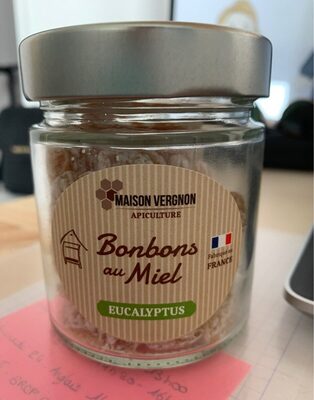 MAISON VERGNON
APICULTURE
Bonbons
au Miel
Fabriqué en
FRANCE
EUCALYPTUS